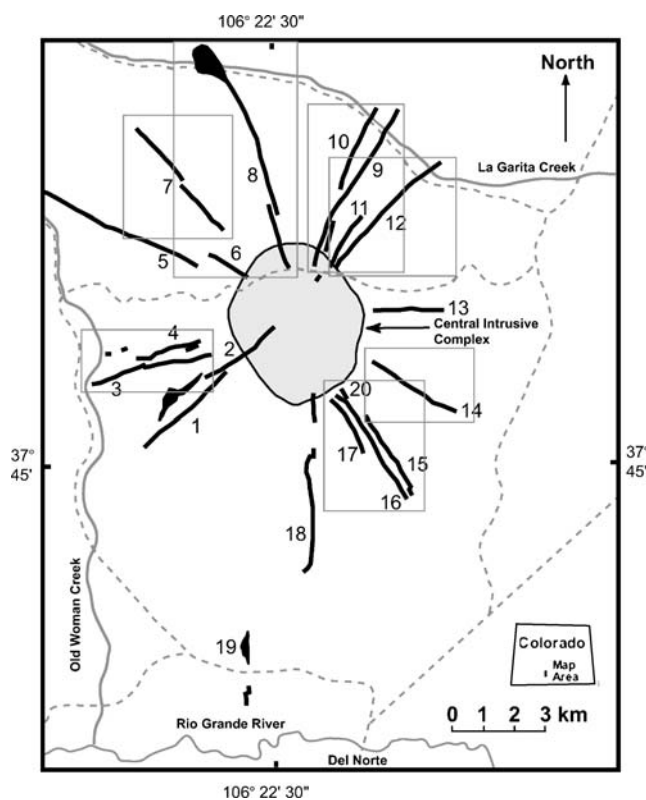 106° 22' 30"
North
10
9
La Garita Creek
7
8
11
12
5
6
13
Central Intrusive
Complex
4
2
3
20
14
1
37°
45'
17
15
16
37°
45'
18
Old Woman Creek
19
Colorado
Map
Area
Rio Grande River
0 1 2 3 km
Del Norte
106° 22' 30"